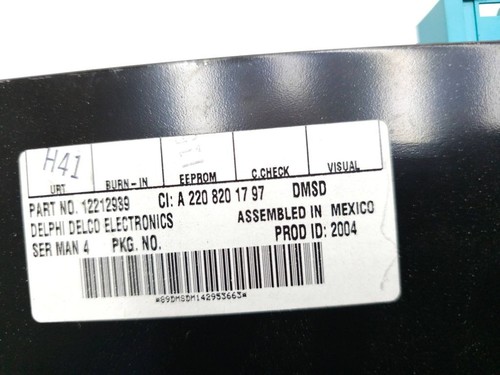 H41
URT BURN-IN EEPROM C.CHECK VISUAL
PART NO. 12212939 CI: A 220 820 17 97 DMSD
DELPHI DELCO ELECTRONICS ASSEMBLED IN MEXICO
SER MAN 4 PKG. NO. PROD ID: 2004
*89DMSDM142953663*